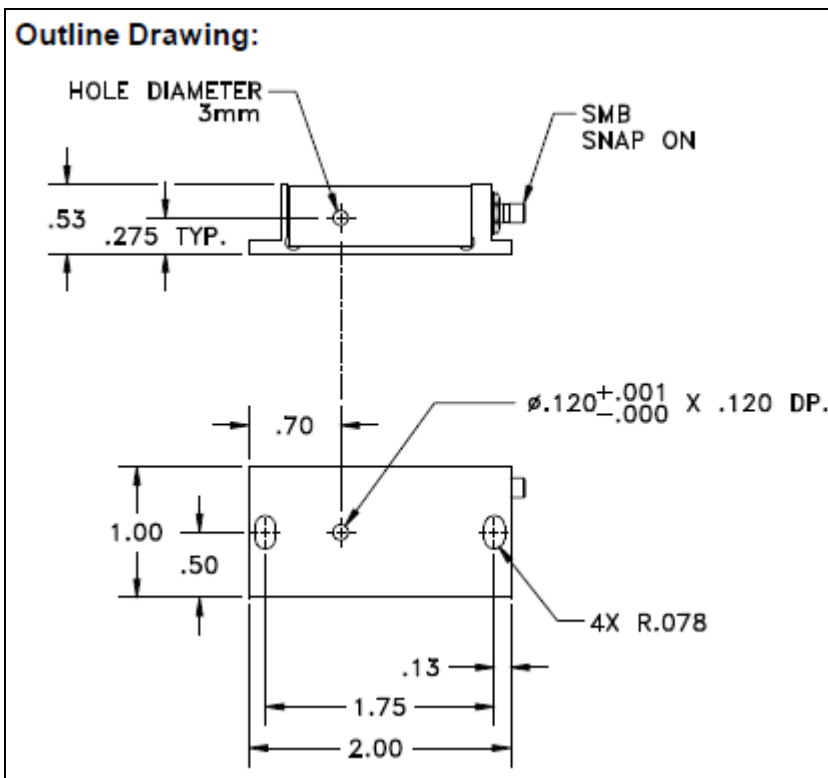 Outline Drawing:
HOLE DIAMETER
3mm
SMB
SNAP ON
.53
.275 TYP.
ø.120 +.001 -.000 X .120 DP.
.70
1.00
.50
4X R.078
.13
1.75
2.00